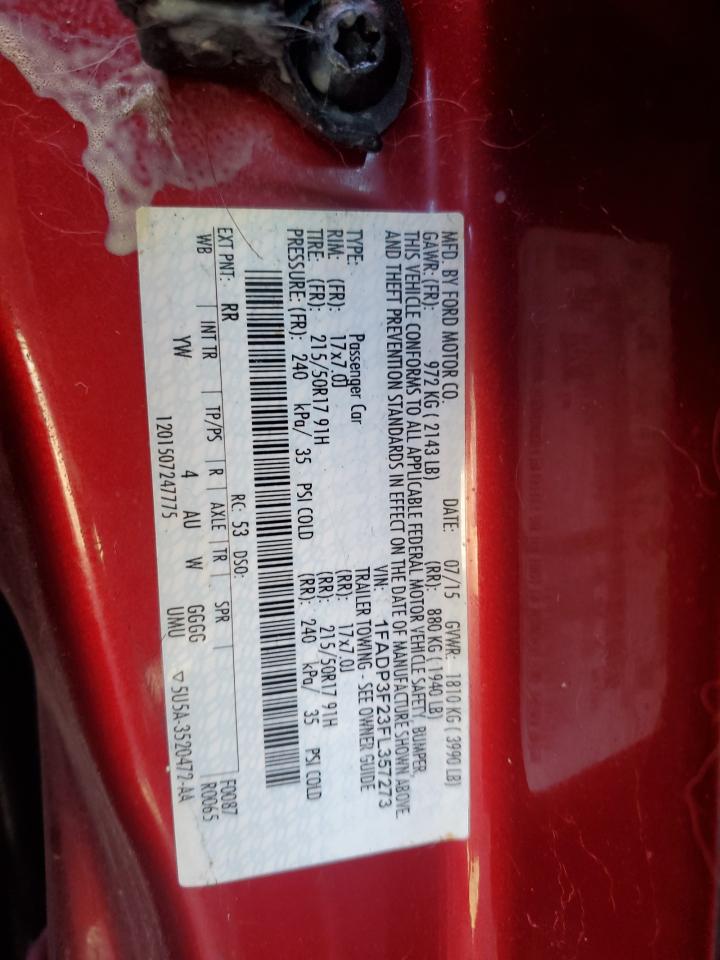 MFD. BY FORD MOTOR CO. DATE: 07/15 GVWR: 1810 KG ( 3990 LB)
GAWR: (FR): 972 KG ( 2143 LB) (RR): 880 KG ( 1940 LB)
THIS VEHICLE CONFORMS TO ALL APPLICABLE FEDERAL MOTOR VEHICLE SAFETY, BUMPER,
AND THEFT PREVENTION STANDARDS IN EFFECT ON THE DATE OF MANUFACTURE SHOWN ABOVE
VIN: 1FADP3F23FL357273
TYPE: Passenger Car TRAILER TOWING - SEE OWNER GUIDE
RIM: (FR): 17x7.0J (RR): 17x7.0J
TIRE: (FR): 215/50R17 91H (RR): 215/50R17 91H
PRESSURE: (FR): 240 kPa/ 35 PSI COLD (RR): 240 kPa/ 35 PSI COLD
RC: 53 DSO: F0087
EXT PNT: RR R0065
WB INT TR TP/PS R AXLE TR SPR
YW 4 AU W GGGG
UMU
1201507247775 ▽5U5A-3520472-AA